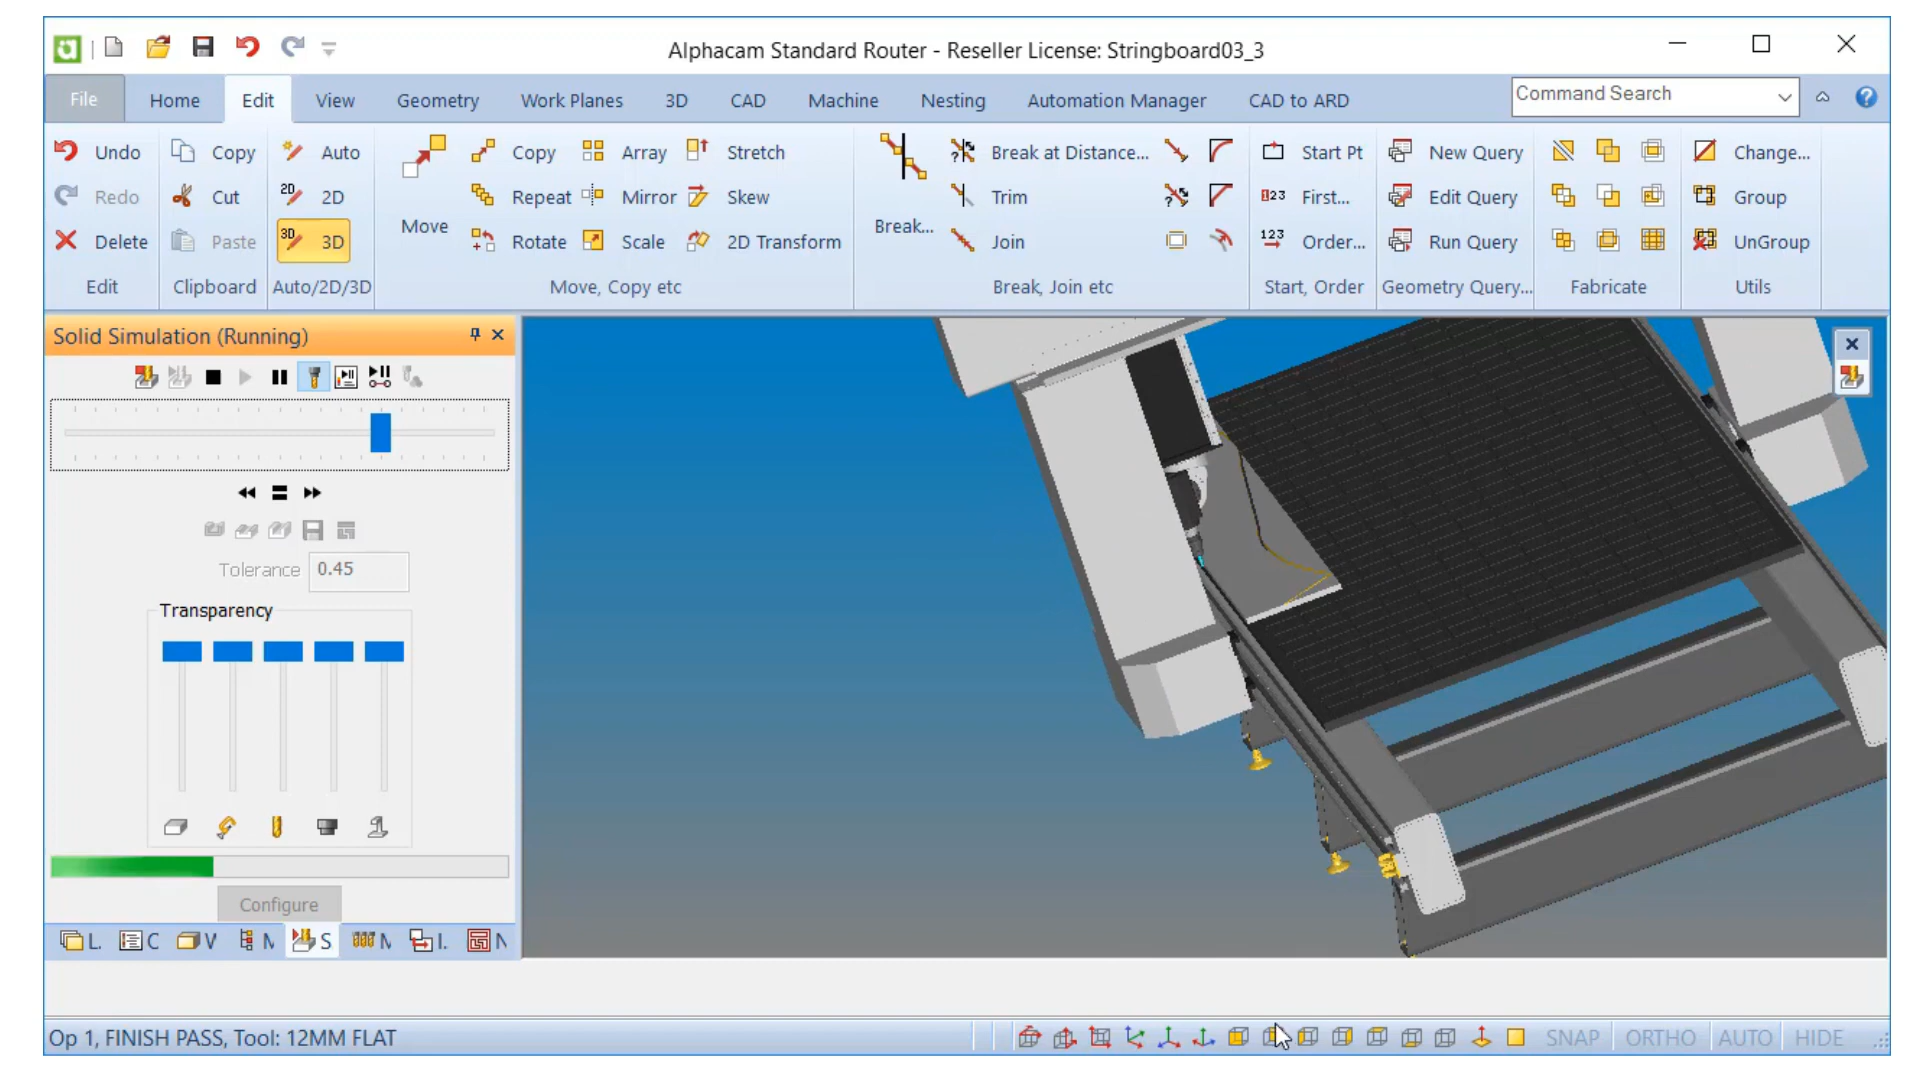 Alphacam Standard Router - Reseller License: Stringboard03_3
File Home Edit View Geometry Work Planes 3D CAD Machine Nesting Automation Manager CAD to ARD Command Search
Undo Copy Auto Copy Array Stretch Break at Distance... Start Pt New Query Change...
Redo Cut 2D 2D Repeat Mirror Skew Trim 123 First... Edit Query Group
Move Break...
Delete Paste 3D 3D Rotate Scale 2D Transform Join 123 Order... Run Query UnGroup
Edit Clipboard Auto/2D/3D Move, Copy etc Break, Join etc Start, Order Geometry Query... Fabricate Utils
Solid Simulation (Running)
Tolerance 0.45
Transparency
Configure
L. C V N S N I. N
Op 1, FINISH PASS, Tool: 12MM FLAT SNAP ORTHO AUTO HIDE